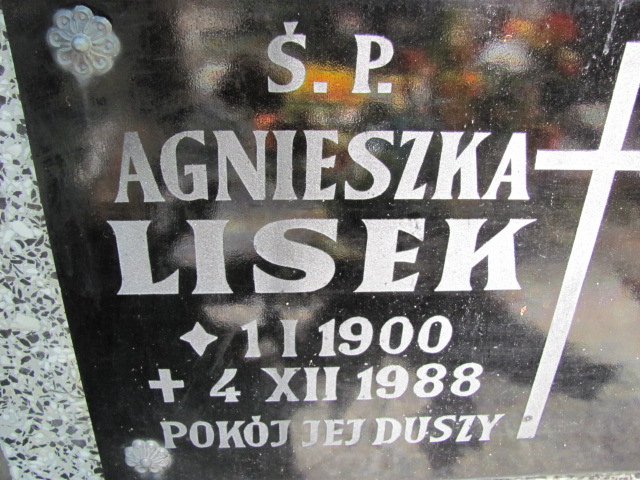 Ś. P.
AGNIESZKA
LISEK
✦ 1 I 1900
✝ 4 XII 1988
POKÓJ JEJ DUSZY